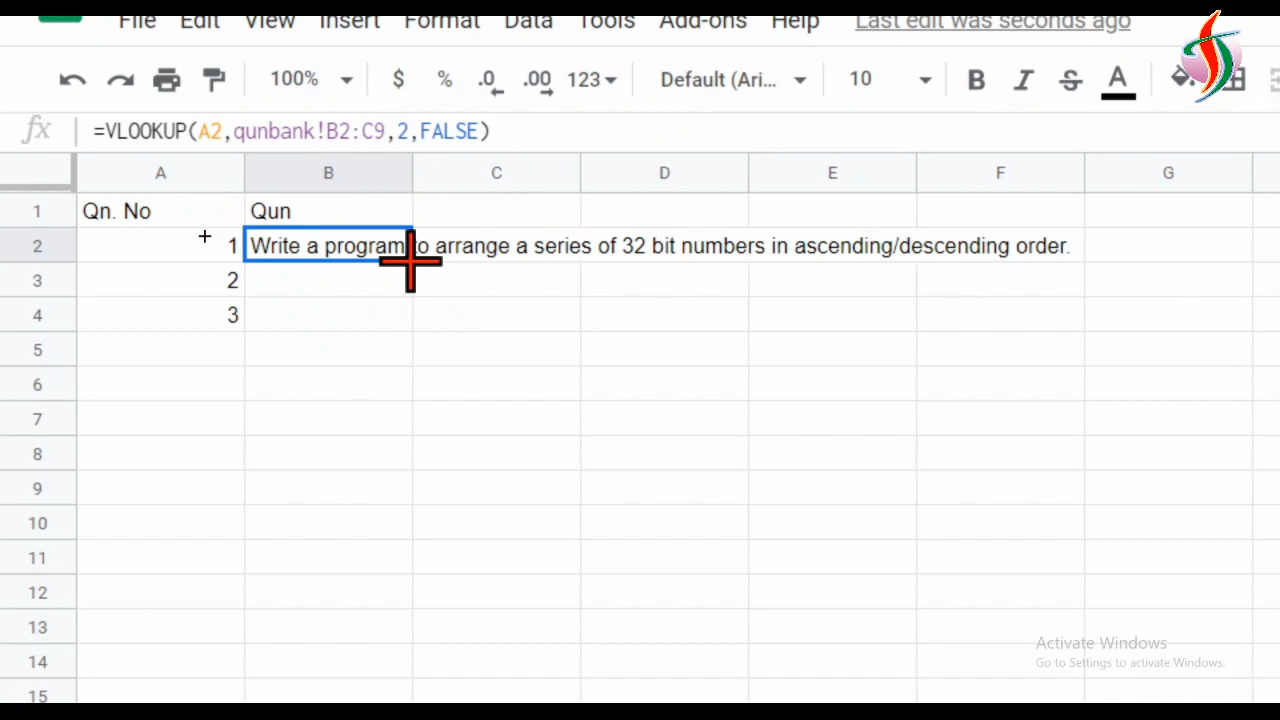 File Edit View Insert Format Data Tools Add-ons Help Last edit was seconds ago
100% $ % .0 .00 123 Default (Ari... 10 B I S A
fx =VLOOKUP(A2,qunbank!B2:C9,2,FALSE)
A B C D E F G
1 Qn. No Qun
2 1 Write a program to arrange a series of 32 bit numbers in ascending/descending order.
3 2
4 3
5
6
7
8
9
10
11
12
13
14
15
Activate Windows
Go to Settings to activate Windows.